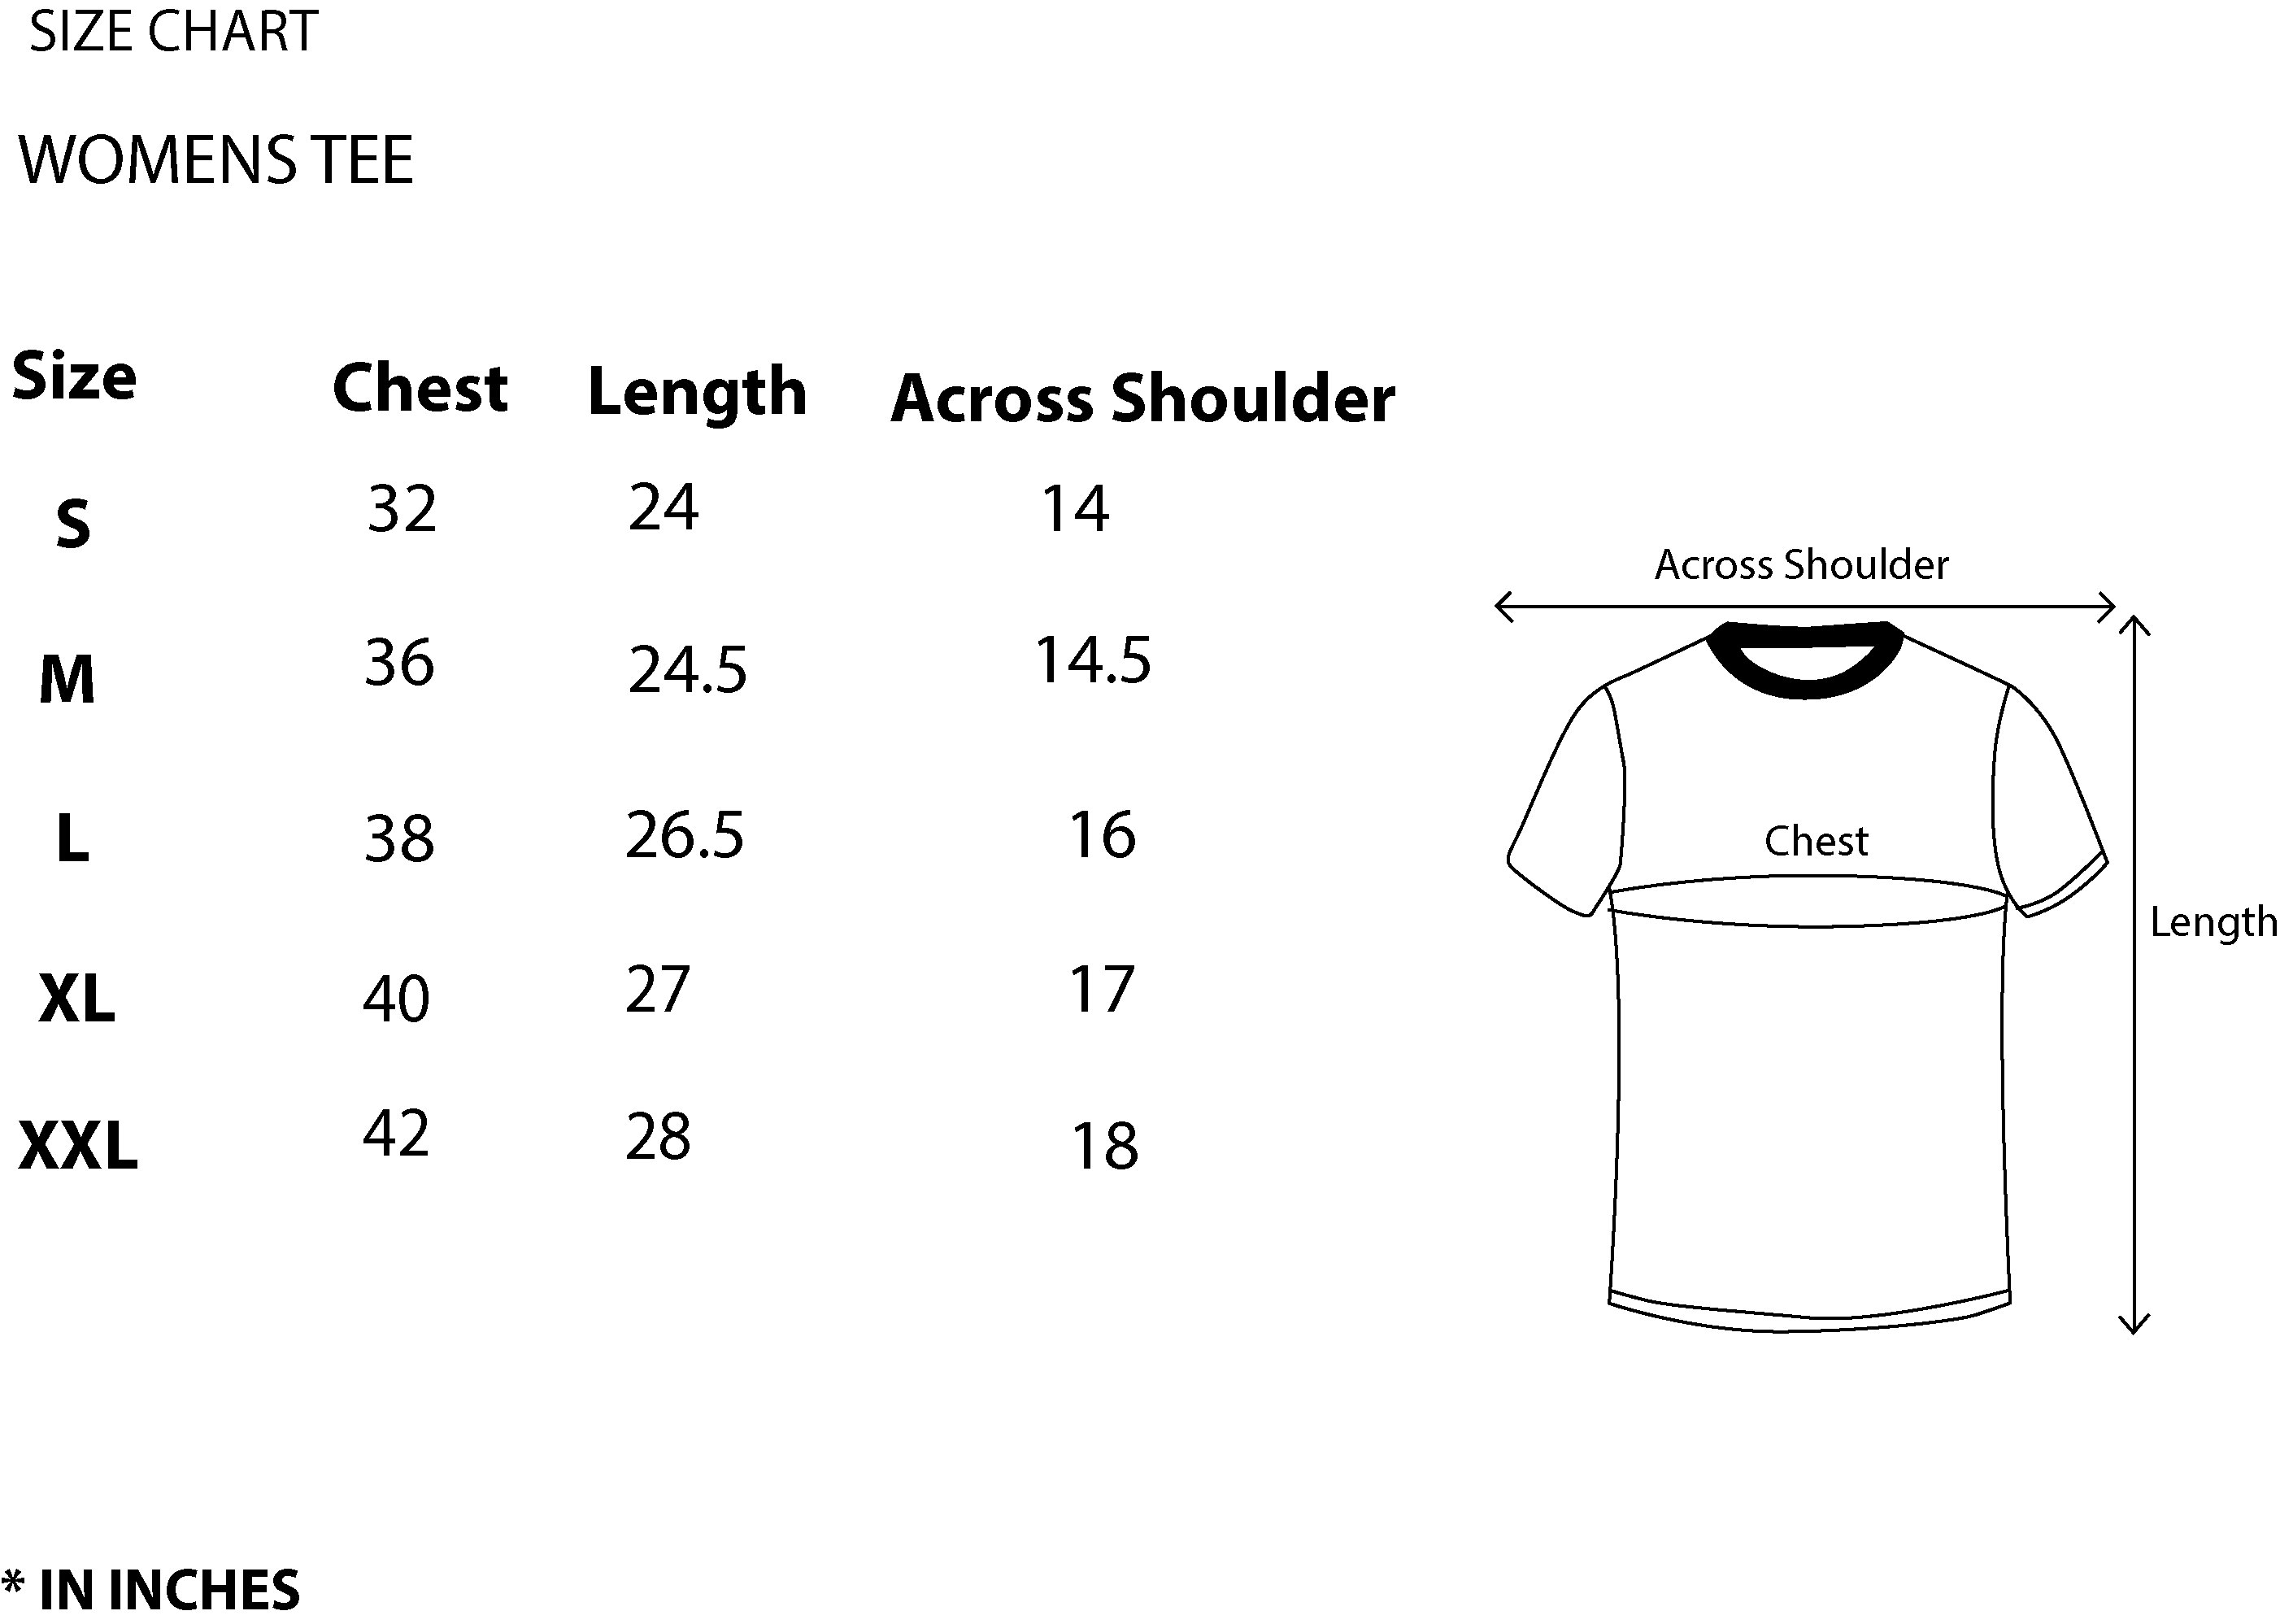 SIZE CHART
WOMENS TEE
Size Chest Length Across Shoulder
S 32 24 14
M 36 24.5 14.5
L 38 26.5 16
XL 40 27 17
XXL 42 28 18
Across Shoulder
Chest
Length
* IN INCHES